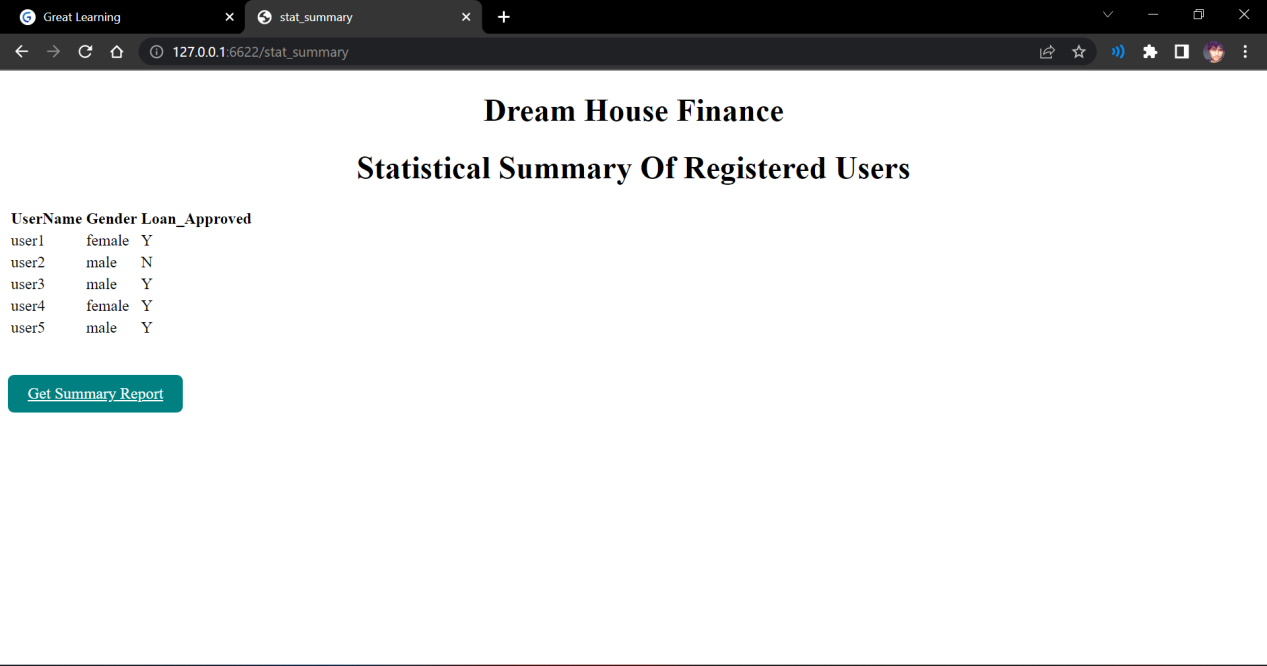 Great Learning
stat_summary
127.0.0.1:6622/stat_summary
Dream House Finance
Statistical Summary Of Registered Users
UserName Gender Loan_Approved
user1 female Y
user2 male N
user3 male Y
user4 female Y
user5 male Y
Get Summary Report